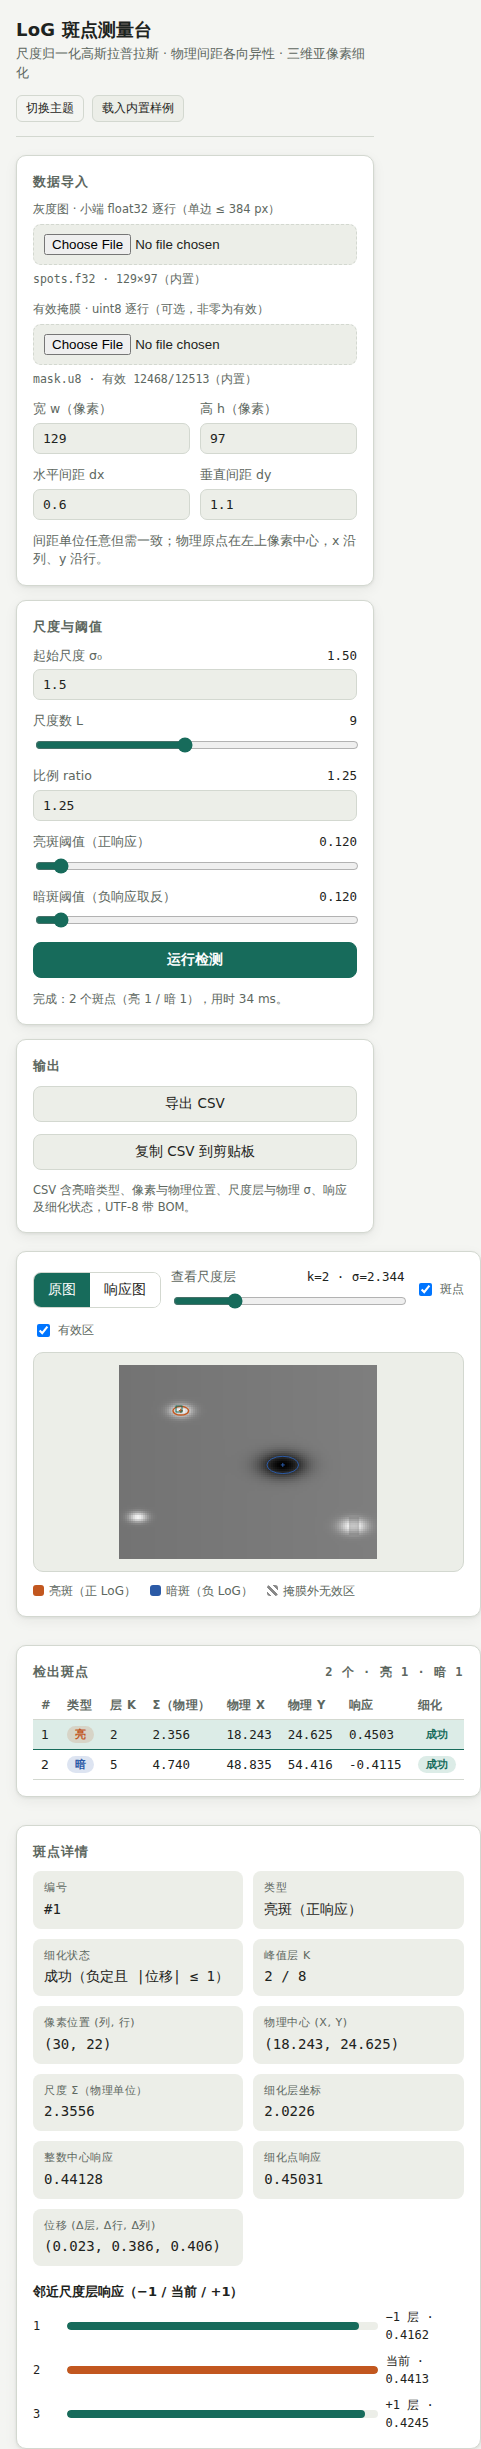 LoG 斑点测量台
尺度归一化高斯拉普拉斯 · 物理间距各向异性 · 三维亚像素细
化
切换主题 载入内置样例
数据导入
灰度图 · 小端 float32 逐行（单边 ≤ 384 px）
Choose File No file chosen
spots.f32 · 129×97（内置）
有效掩膜 · uint8 逐行（可选，非零为有效）
Choose File No file chosen
mask.u8 · 有效 12468/12513（内置）
宽 w（像素） 高 h（像素）
129 97
水平间距 dx 垂直间距 dy
0.6 1.1
间距单位任意但需一致；物理原点在左上像素中心，x 沿
列、y 沿行。
尺度与阈值
起始尺度 σ₀ 1.50
1.5
尺度数 L 9
比例 ratio 1.25
1.25
亮斑阈值（正响应） 0.120
暗斑阈值（负响应取反） 0.120
运行检测
完成：2 个斑点（亮 1 / 暗 1），用时 34 ms。
输出
导出 CSV
复制 CSV 到剪贴板
CSV 含亮暗类型、像素与物理位置、尺度层与物理 σ、响应
及细化状态，UTF-8 带 BOM。
原图 响应图 查看尺度层 k=2 · σ=2.344 斑点
有效区
亮斑（正 LoG） 暗斑（负 LoG） 掩膜外无效区
检出斑点 2 个 · 亮 1 · 暗 1
# 类型 层 K Σ（物理） 物理 X 物理 Y 响应 细化
1 亮 2 2.356 18.243 24.625 0.4503 成功
2 暗 5 4.740 48.835 54.416 -0.4115 成功
斑点详情
编号 类型
#1 亮斑（正响应）
细化状态 峰值层 K
成功（负定且 |位移| ≤ 1） 2 / 8
像素位置 (列, 行) 物理中心 (X, Y)
(30, 22) (18.243, 24.625)
尺度 Σ（物理单位） 细化层坐标
2.3556 2.0226
整数中心响应 细化点响应
0.44128 0.45031
位移 (Δ层, Δ行, Δ列)
(0.023, 0.386, 0.406)
邻近尺度层响应（−1 / 当前 / +1）
1 −1 层 ·
0.4162
2 当前 ·
0.4413
3 +1 层 ·
0.4245